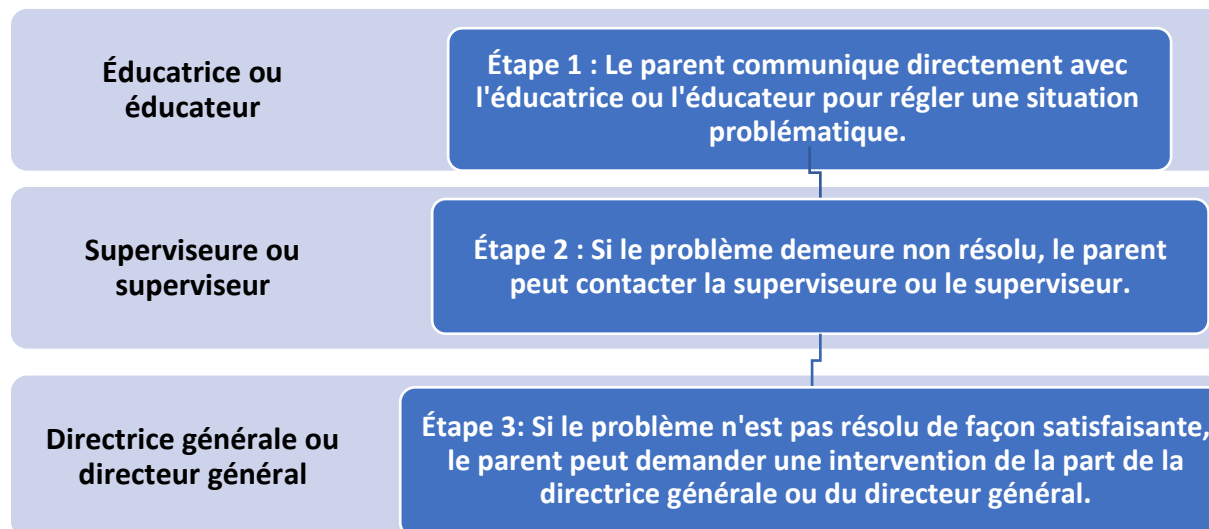 Éducatrice ou
éducateur
Étape 1 : Le parent communique directement avec
l'éducatrice ou l'éducateur pour régler une situation
problématique.
Superviseure ou
superviseur
Étape 2 : Si le problème demeure non résolu, le parent
peut contacter la superviseure ou le superviseur.
Directrice générale ou
directeur général
Étape 3: Si le problème n'est pas résolu de façon satisfaisante,
le parent peut demander une intervention de la part de la
directrice générale ou du directeur général.